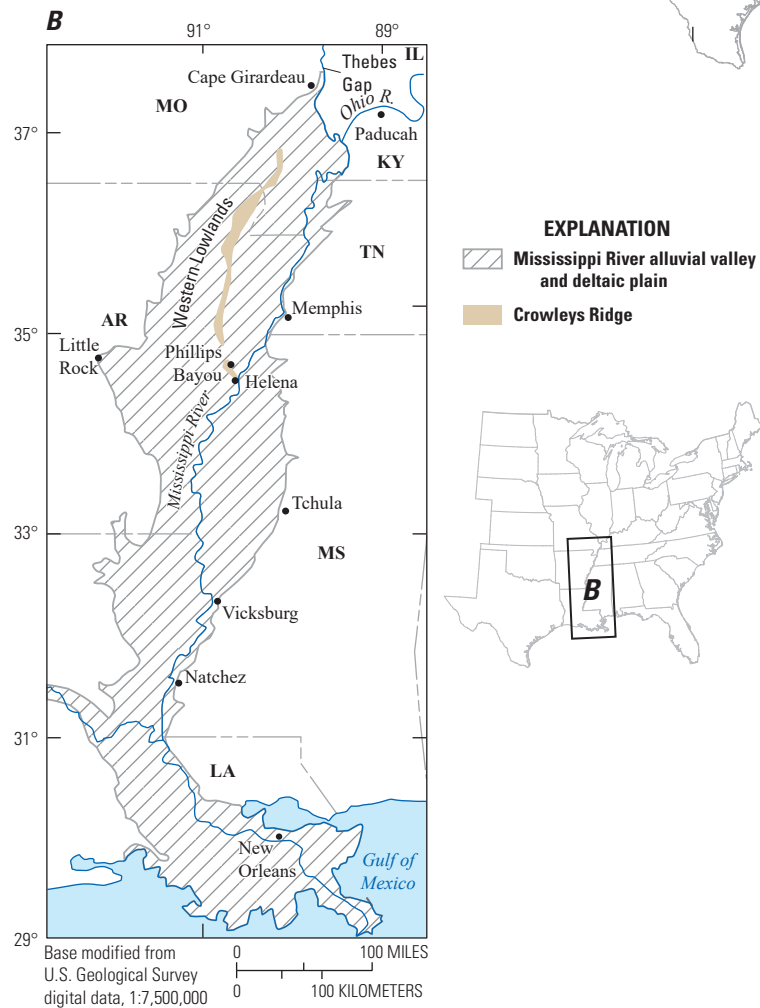 B
91°
89°
IL
Thebes
Gap
Cape Girardeau
MO
Ohio R.
37°
Paducah
KY
Western Lowlands
TN
AR
Memphis
35°
Little
Rock
Phillips
Bayou
Helena
Mississippi River
Tchula
33°
MS
Vicksburg
Natchez
31°
LA
New
Orleans
Gulf of
Mexico
29°
Base modified from
U.S. Geological Survey
digital data, 1:7,500,000
0 100 MILES
0 100 KILOMETERS
EXPLANATION
Mississippi River alluvial valley
and deltaic plain
Crowleys Ridge
B